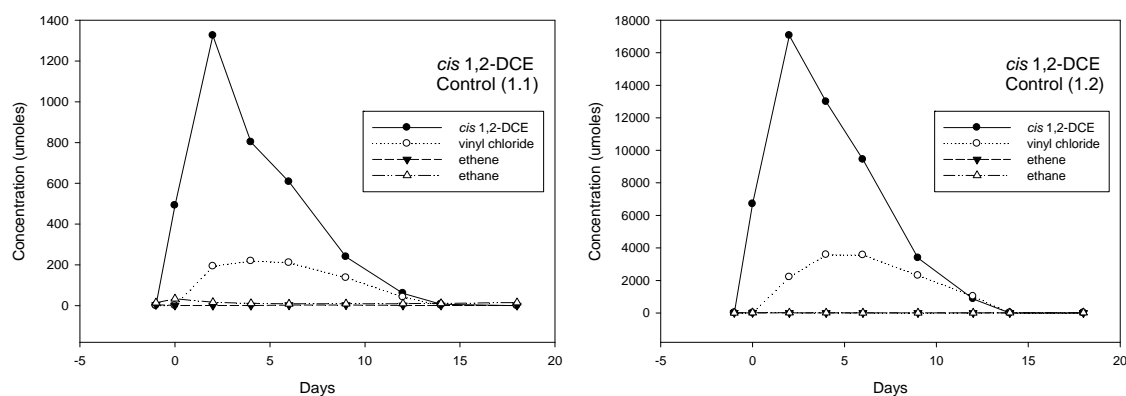 1400
1200
1000
800
600
400
200
0
-5
0
5
10
15
20
Days
Concentration (umoles)
cis 1,2-DCE
Control (1.1)
cis 1,2-DCE
vinyl chloride
ethene
ethane
18000
16000
14000
12000
10000
8000
6000
4000
2000
0
-5
0
5
10
15
20
Days
Concentration (umoles)
cis 1,2-DCE
Control (1.2)
cis 1,2-DCE
vinyl chloride
ethene
ethane